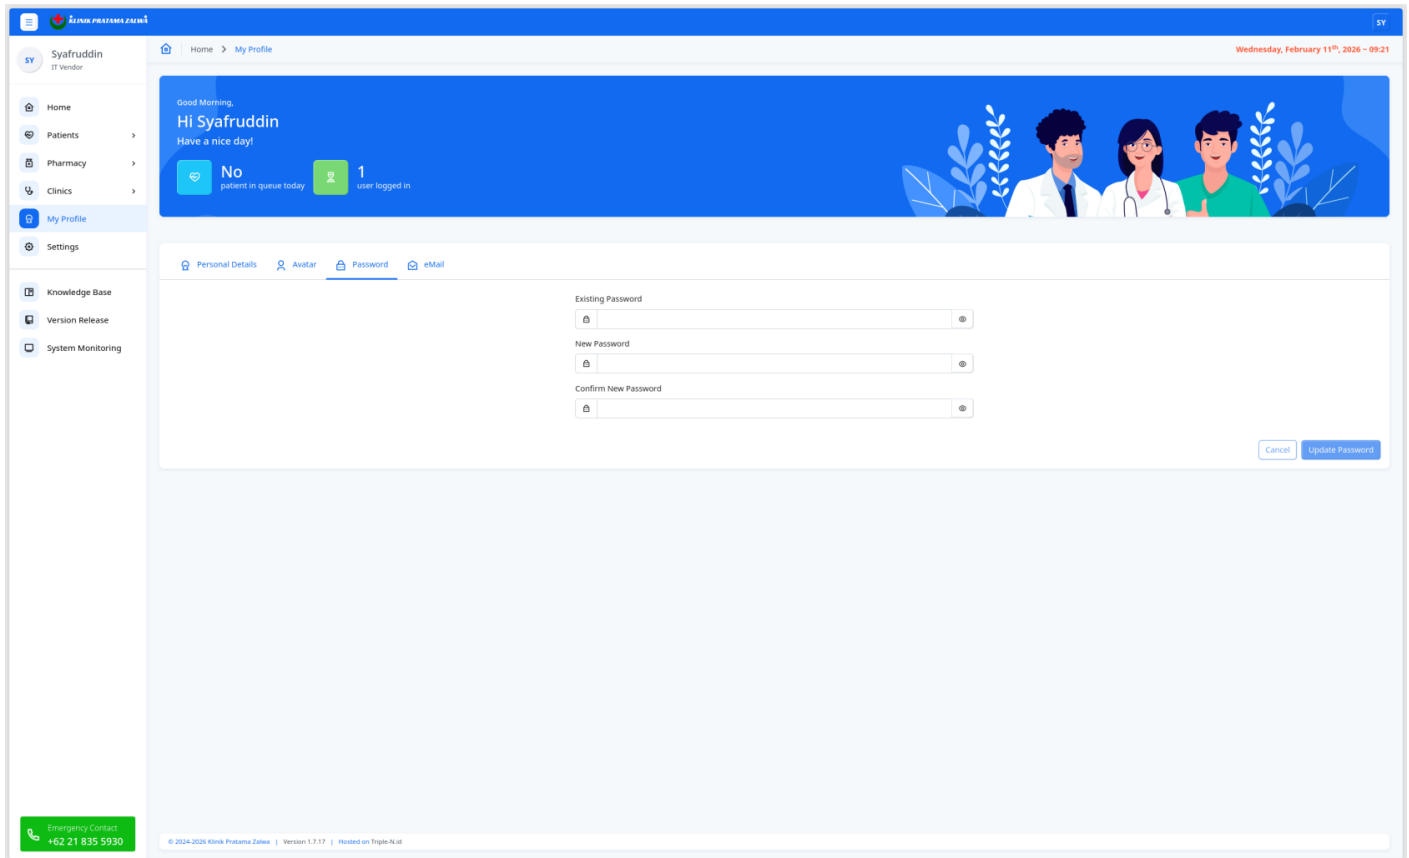 KLINIK PRATAMA ZALWA
SY
SY
Syafruddin
IT Vendor
Home
Patients
Pharmacy
Clinics
My Profile
Settings
Knowledge Base
Version Release
System Monitoring
Emergency Contact
+62 21 835 5930
Home > My Profile
Wednesday, February 11th, 2026 ~ 09:21
Good Morning,
Hi Syafruddin
Have a nice day!
No
patient in queue today
1
user logged in
Personal Details
Avatar
Password
eMail
Existing Password
New Password
Confirm New Password
Cancel
Update Password
© 2024-2026 Klinik Pratama Zalwa | Version 1.7.17 | Hosted on Triple-N.id